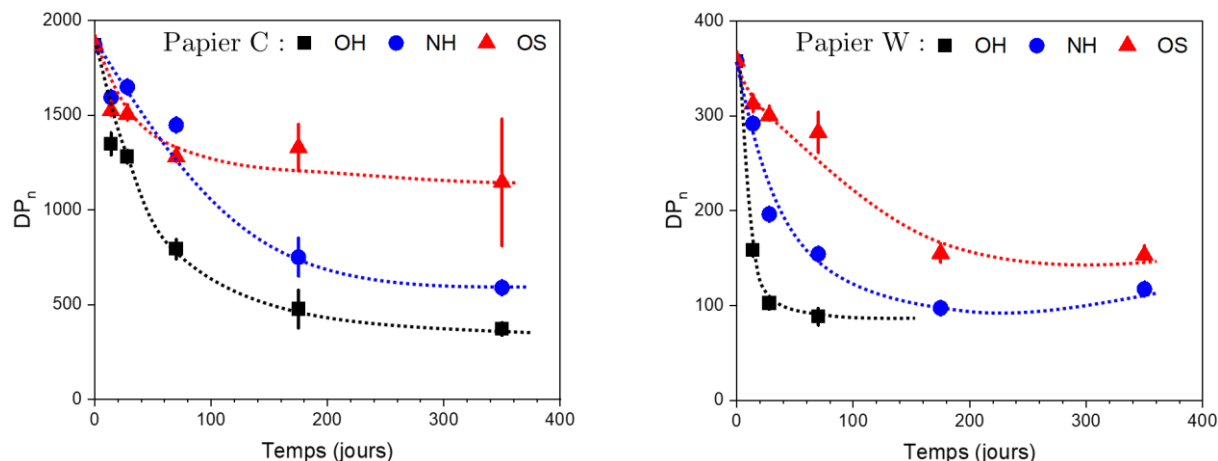 Papier C : OH NH OS
2000
1500
1000
500
0
DPn
0 100 200 300 400
Temps (jours)
Papier W : OH NH OS
400
300
200
100
0
DPn
0 100 200 300 400
Temps (jours)